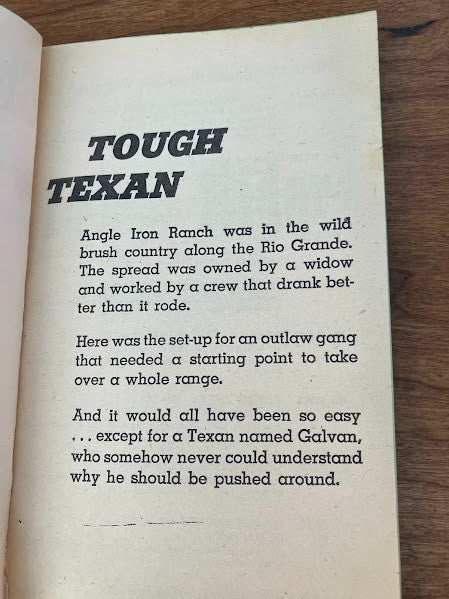 TOUGH
TEXAN
Angle Iron Ranch was in the wild
brush country along the Rio Grande.
The spread was owned by a widow
and worked by a crew that drank bet-
ter than it rode.
Here was the set-up for an outlaw gang
that needed a starting point to take
over a whole range.
And it would all have been so easy
. . . except for a Texan named Galvan,
who somehow never could understand
why he should be pushed around.